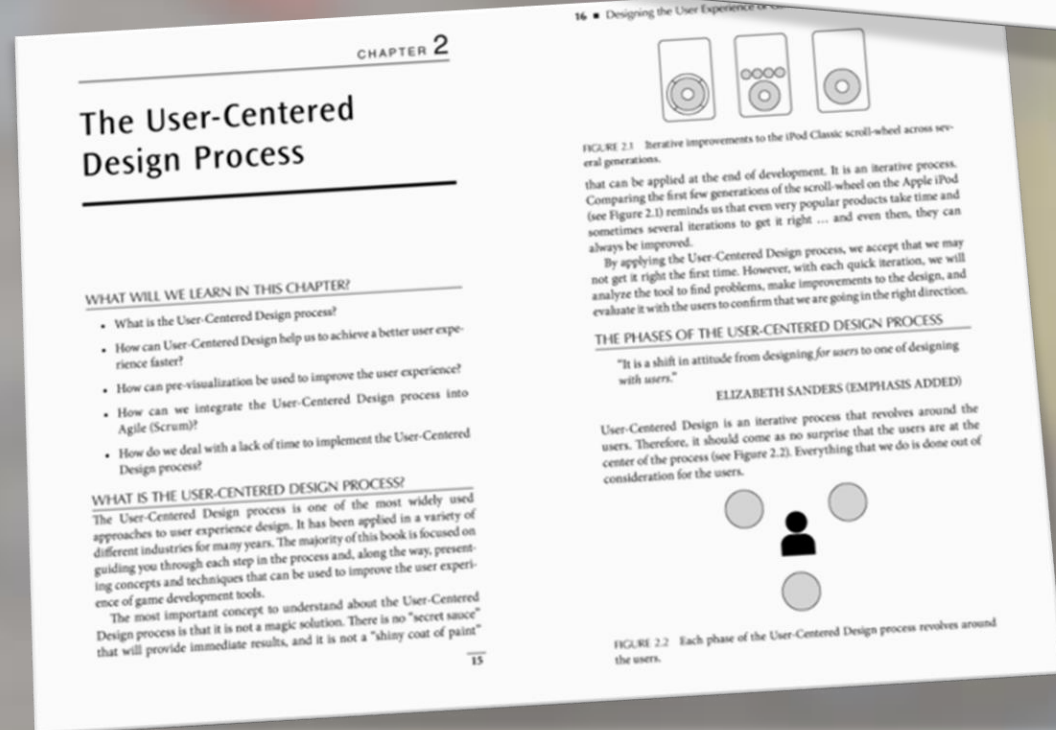 CHAPTER 2
The User-Centered
Design Process
WHAT WILL WE LEARN IN THIS CHAPTER?
• What is the User-Centered Design process?
• How can User-Centered Design help us to achieve a better user expe-
rience faster?
• How can pre-visualization be used to improve the user experience?
• How can we integrate the User-Centered Design process into
Agile (Scrum)?
• How do we deal with a lack of time to implement the User-Centered
Design process?
WHAT IS THE USER-CENTERED DESIGN PROCESS?
The User-Centered Design process is one of the most widely used
approaches to user experience design. It has been applied in a variety of
different industries for many years. The majority of this book is focused on
guiding you through each step in the process and, along the way, present-
ing concepts and techniques that can be used to improve the user experi-
ence of game development tools.
The most important concept to understand about the User-Centered
Design process is that it is not a magic solution. There is no "secret sauce"
that will provide immediate results, and it is not a "shiny coat of paint"
15
16 ■ Designing the User Experience of
FIGURE 2.1 Iterative improvements to the iPod Classic scroll-wheel across sev-
eral generations.
that can be applied at the end of development. It is an iterative process.
Comparing the first few generations of the scroll-wheel on the Apple iPod
(see Figure 2.1) reminds us that even very popular products take time and
sometimes several iterations to get it right … and even then, they can
always be improved.
By applying the User-Centered Design process, we accept that we may
not get it right the first time. However, with each quick iteration, we will
analyze the tool to find problems, make improvements to the design, and
evaluate it with the users to confirm that we are going in the right direction.
THE PHASES OF THE USER-CENTERED DESIGN PROCESS
"It is a shift in attitude from designing for users to one of designing
with users."
ELIZABETH SANDERS (EMPHASIS ADDED)
User-Centered Design is an iterative process that revolves around the
users. Therefore, it should come as no surprise that the users are at the
center of the process (see Figure 2.2). Everything that we do is done out of
consideration for the users.
FIGURE 2.2 Each phase of the User-Centered Design process revolves around
the users.